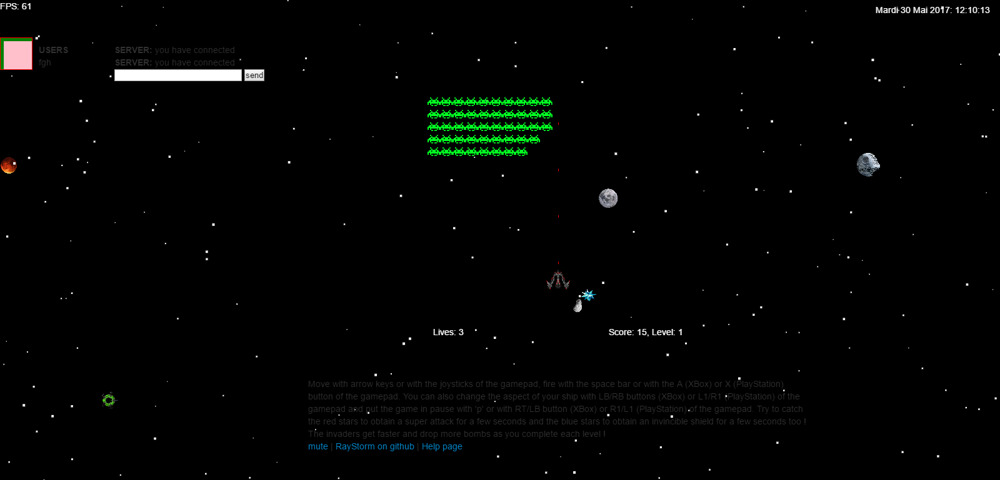 FPS: 61
Mardi 30 Mai 2017: 12:10:13
USERS
fgh
SERVER: you have connected
SERVER: you have connected
send
Lives: 3
Score: 15, Level: 1
Move with arrow keys or with the joysticks of the gamepad, fire with the space bar or with the A (XBox) or X (PlayStation)
button of the gamepad. You can also change the aspect of your ship with LB/RB buttons (XBox) or L1/R1 (PlayStation) of the
gamepad and put the game in pause with 'p' or with RT/LB button (XBox) or R1/L1 (PlayStation) of the gamepad. Try to catch
the red stars to obtain a super attack for a few seconds and the blue stars to obtain an invincible shield for a few seconds too !
The invaders get faster and drop more bombs as you complete each level !
mute | RayStorm on github | Help page